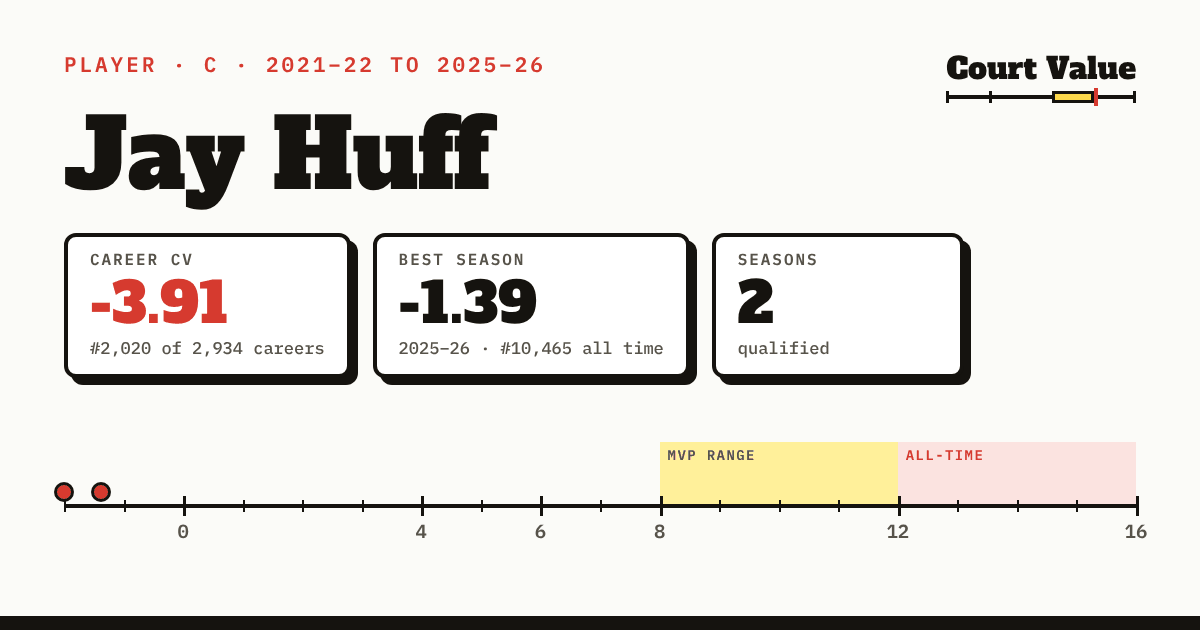 PLAYER · C · 2021–22 TO 2025–26
Court Value
Jay Huff
CAREER CV
-3.91
#2,020 of 2,934 careers
BEST SEASON
-1.39
2025–26 · #10,465 all time
SEASONS
2
qualified
MVP RANGE
ALL-TIME
0 4 6 8 12 16